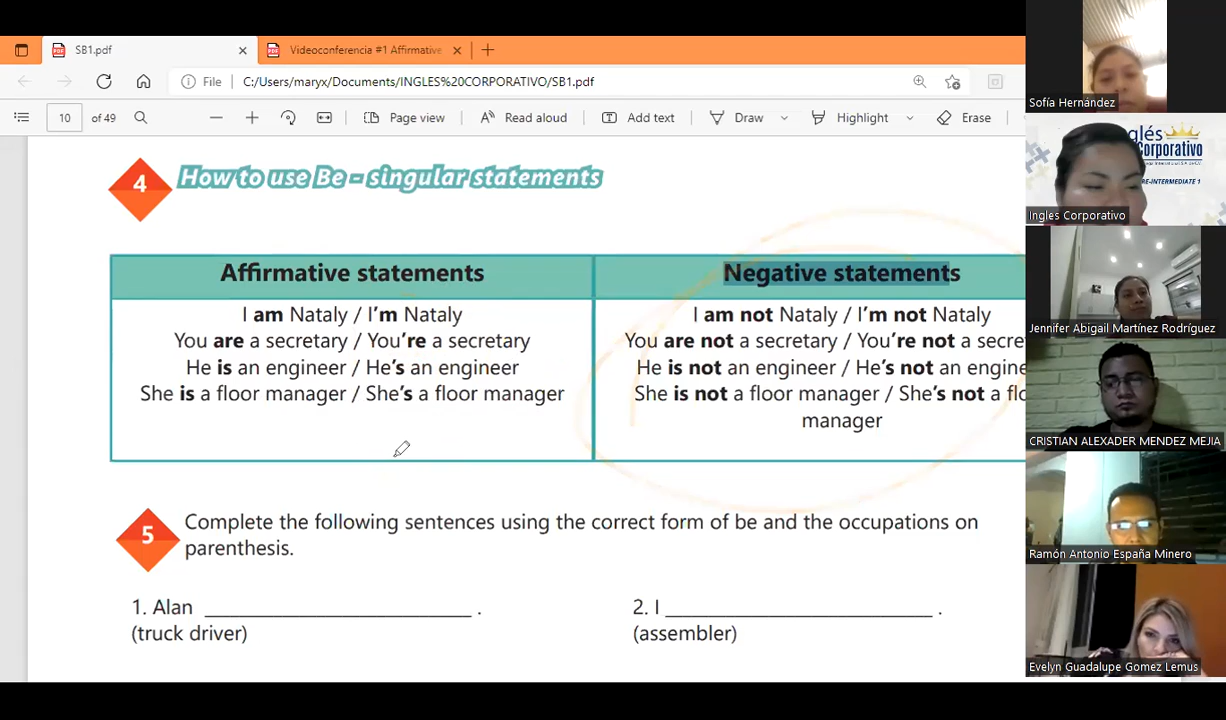 SB1.pdf
Videoconferencia #1 Affirmative
File
C:/Users/maryx/Documents/INGLES%20CORPORATIVO/SB1.pdf
10 of 49
Page view
Read aloud
Add text
Draw
Highlight
Erase
4
How to use Be - singular statements
Affirmative statements
I am Nataly / I'm Nataly
You are a secretary / You're a secretary
He is an engineer / He's an engineer
She is a floor manager / She's a floor manager
Negative statements
I am not Nataly / I'm not Nataly
You are not a secretary / You're not a secre
He is not an engineer / He's not an engine
She is not a floor manager / She's not a flo
manager
5
Complete the following sentences using the correct form of be and the occupations on
parenthesis.
1. Alan ____________________________ .
(truck driver)
2. I ____________________________ .
(assembler)
Sofía Hernández
glés
Corporativo
RE-INTERMEDIATE 1
Ingles Corporativo
Jennifer Abigail Martínez Rodríguez
CRISTIAN ALEXADER MENDEZ MEJIA
Ramón Antonio España Minero
Evelyn Guadalupe Gomez Lemus